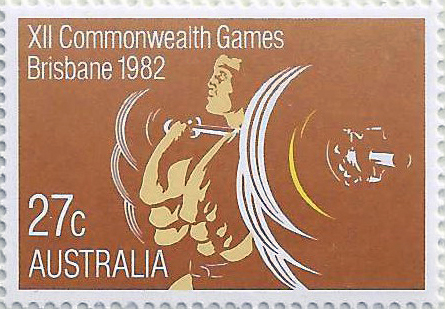 XII Commonwealth Games
Brisbane 1982
27c
AUSTRALIA